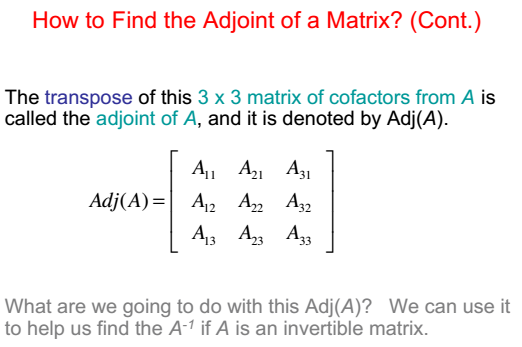 How to Find the Adjoint of a Matrix? (Cont.)
The transpose of this 3 x 3 matrix of cofactors from A is
called the adjoint of A, and it is denoted by Adj(A).
A₁₁ A₂₁ A₃₁
Adj(A) = A₁₂ A₂₂ A₃₂
A₁₃ A₂₃ A₃₃
What are we going to do with this Adj(A)? We can use it
to help us find the A⁻¹ if A is an invertible matrix.